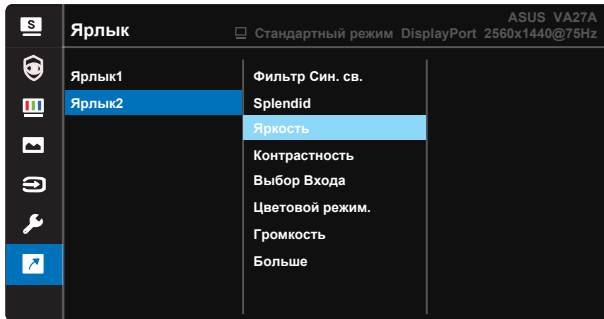 S
ASUS VA27A
Ярлык
Стандартный режим DisplayPort 2560x1440@75Hz
Ярлык1
Ярлык2
Фильтр Син. св.
Splendid
Яркость
Контрастность
Выбор Входа
Цветовой режим.
Громкость
Больше